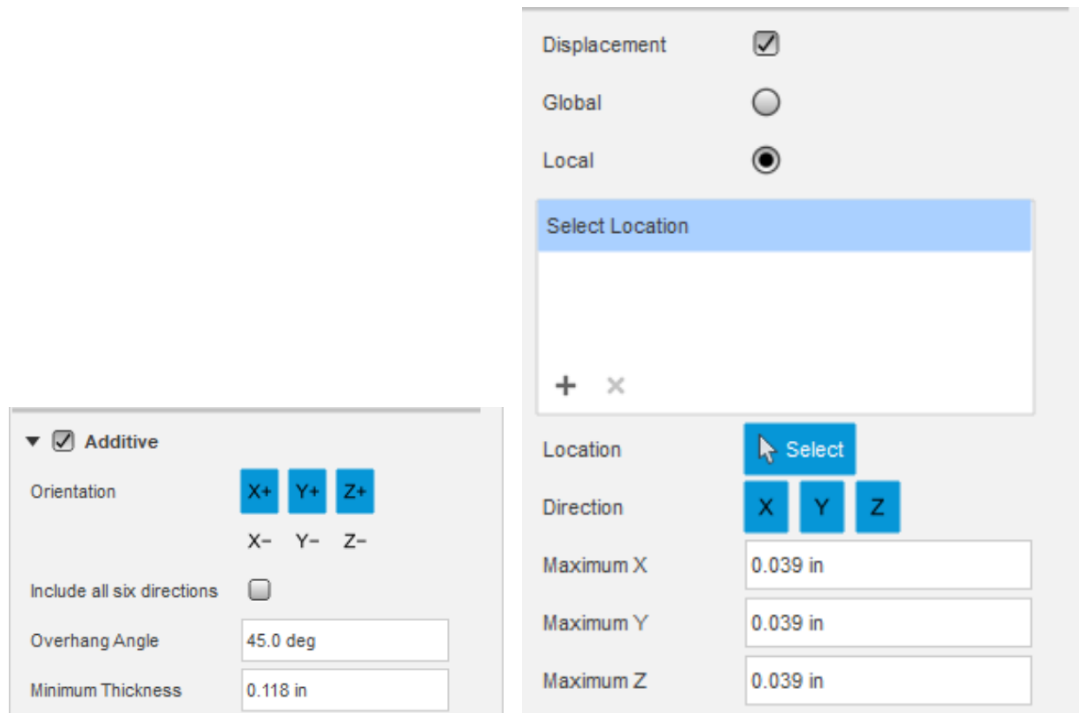 Additive
Orientation X+ Y+ Z+
X− Y− Z−
Include all six directions
Overhang Angle 45.0 deg
Minimum Thickness 0.118 in
Displacement
Global
Local
Select Location
Location Select
Direction X Y Z
Maximum X 0.039 in
Maximum Y 0.039 in
Maximum Z 0.039 in